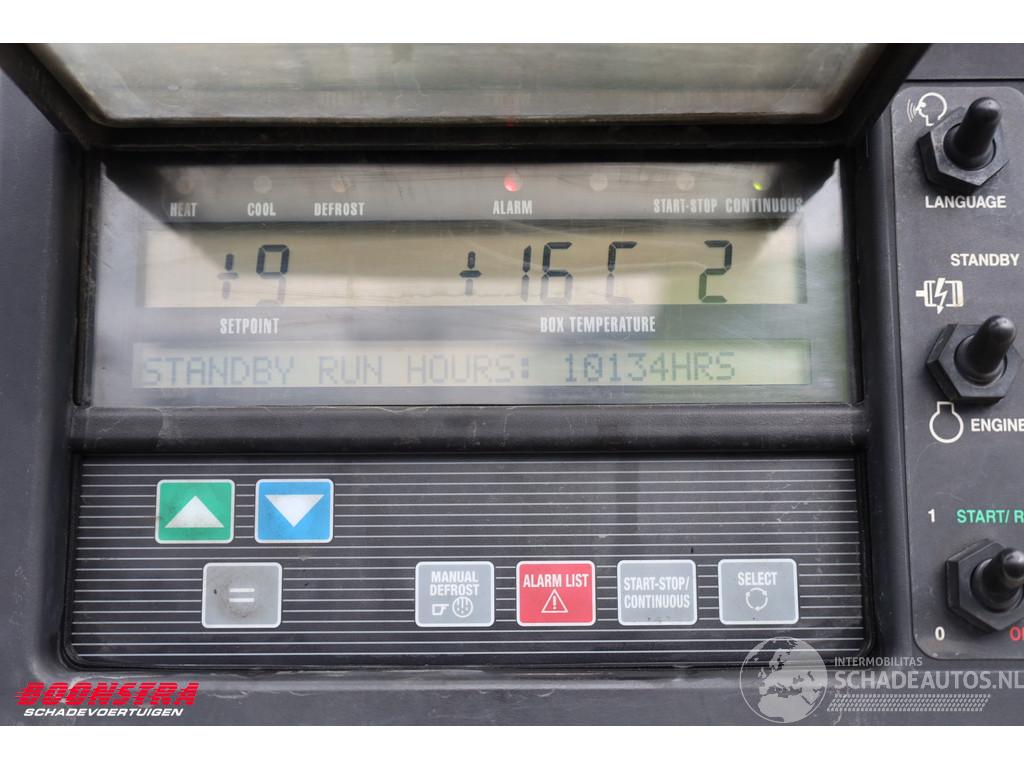 HEAT COOL DEFROST ALARM START-STOP CONTINUOUS
+9 +16C 2
SETPOINT BOX TEMPERATURE
STANDBY RUN HOURS: 10134HRS
MANUAL DEFROST
ALARM LIST
START-STOP/
CONTINUOUS
SELECT
=
LANGUAGE
STANDBY
ENGINE
1 START/ R
0
BOONSTRA
SCHADEVOERTUIGEN
INTERMOBILITAS
SCHADEAUTOS.NL